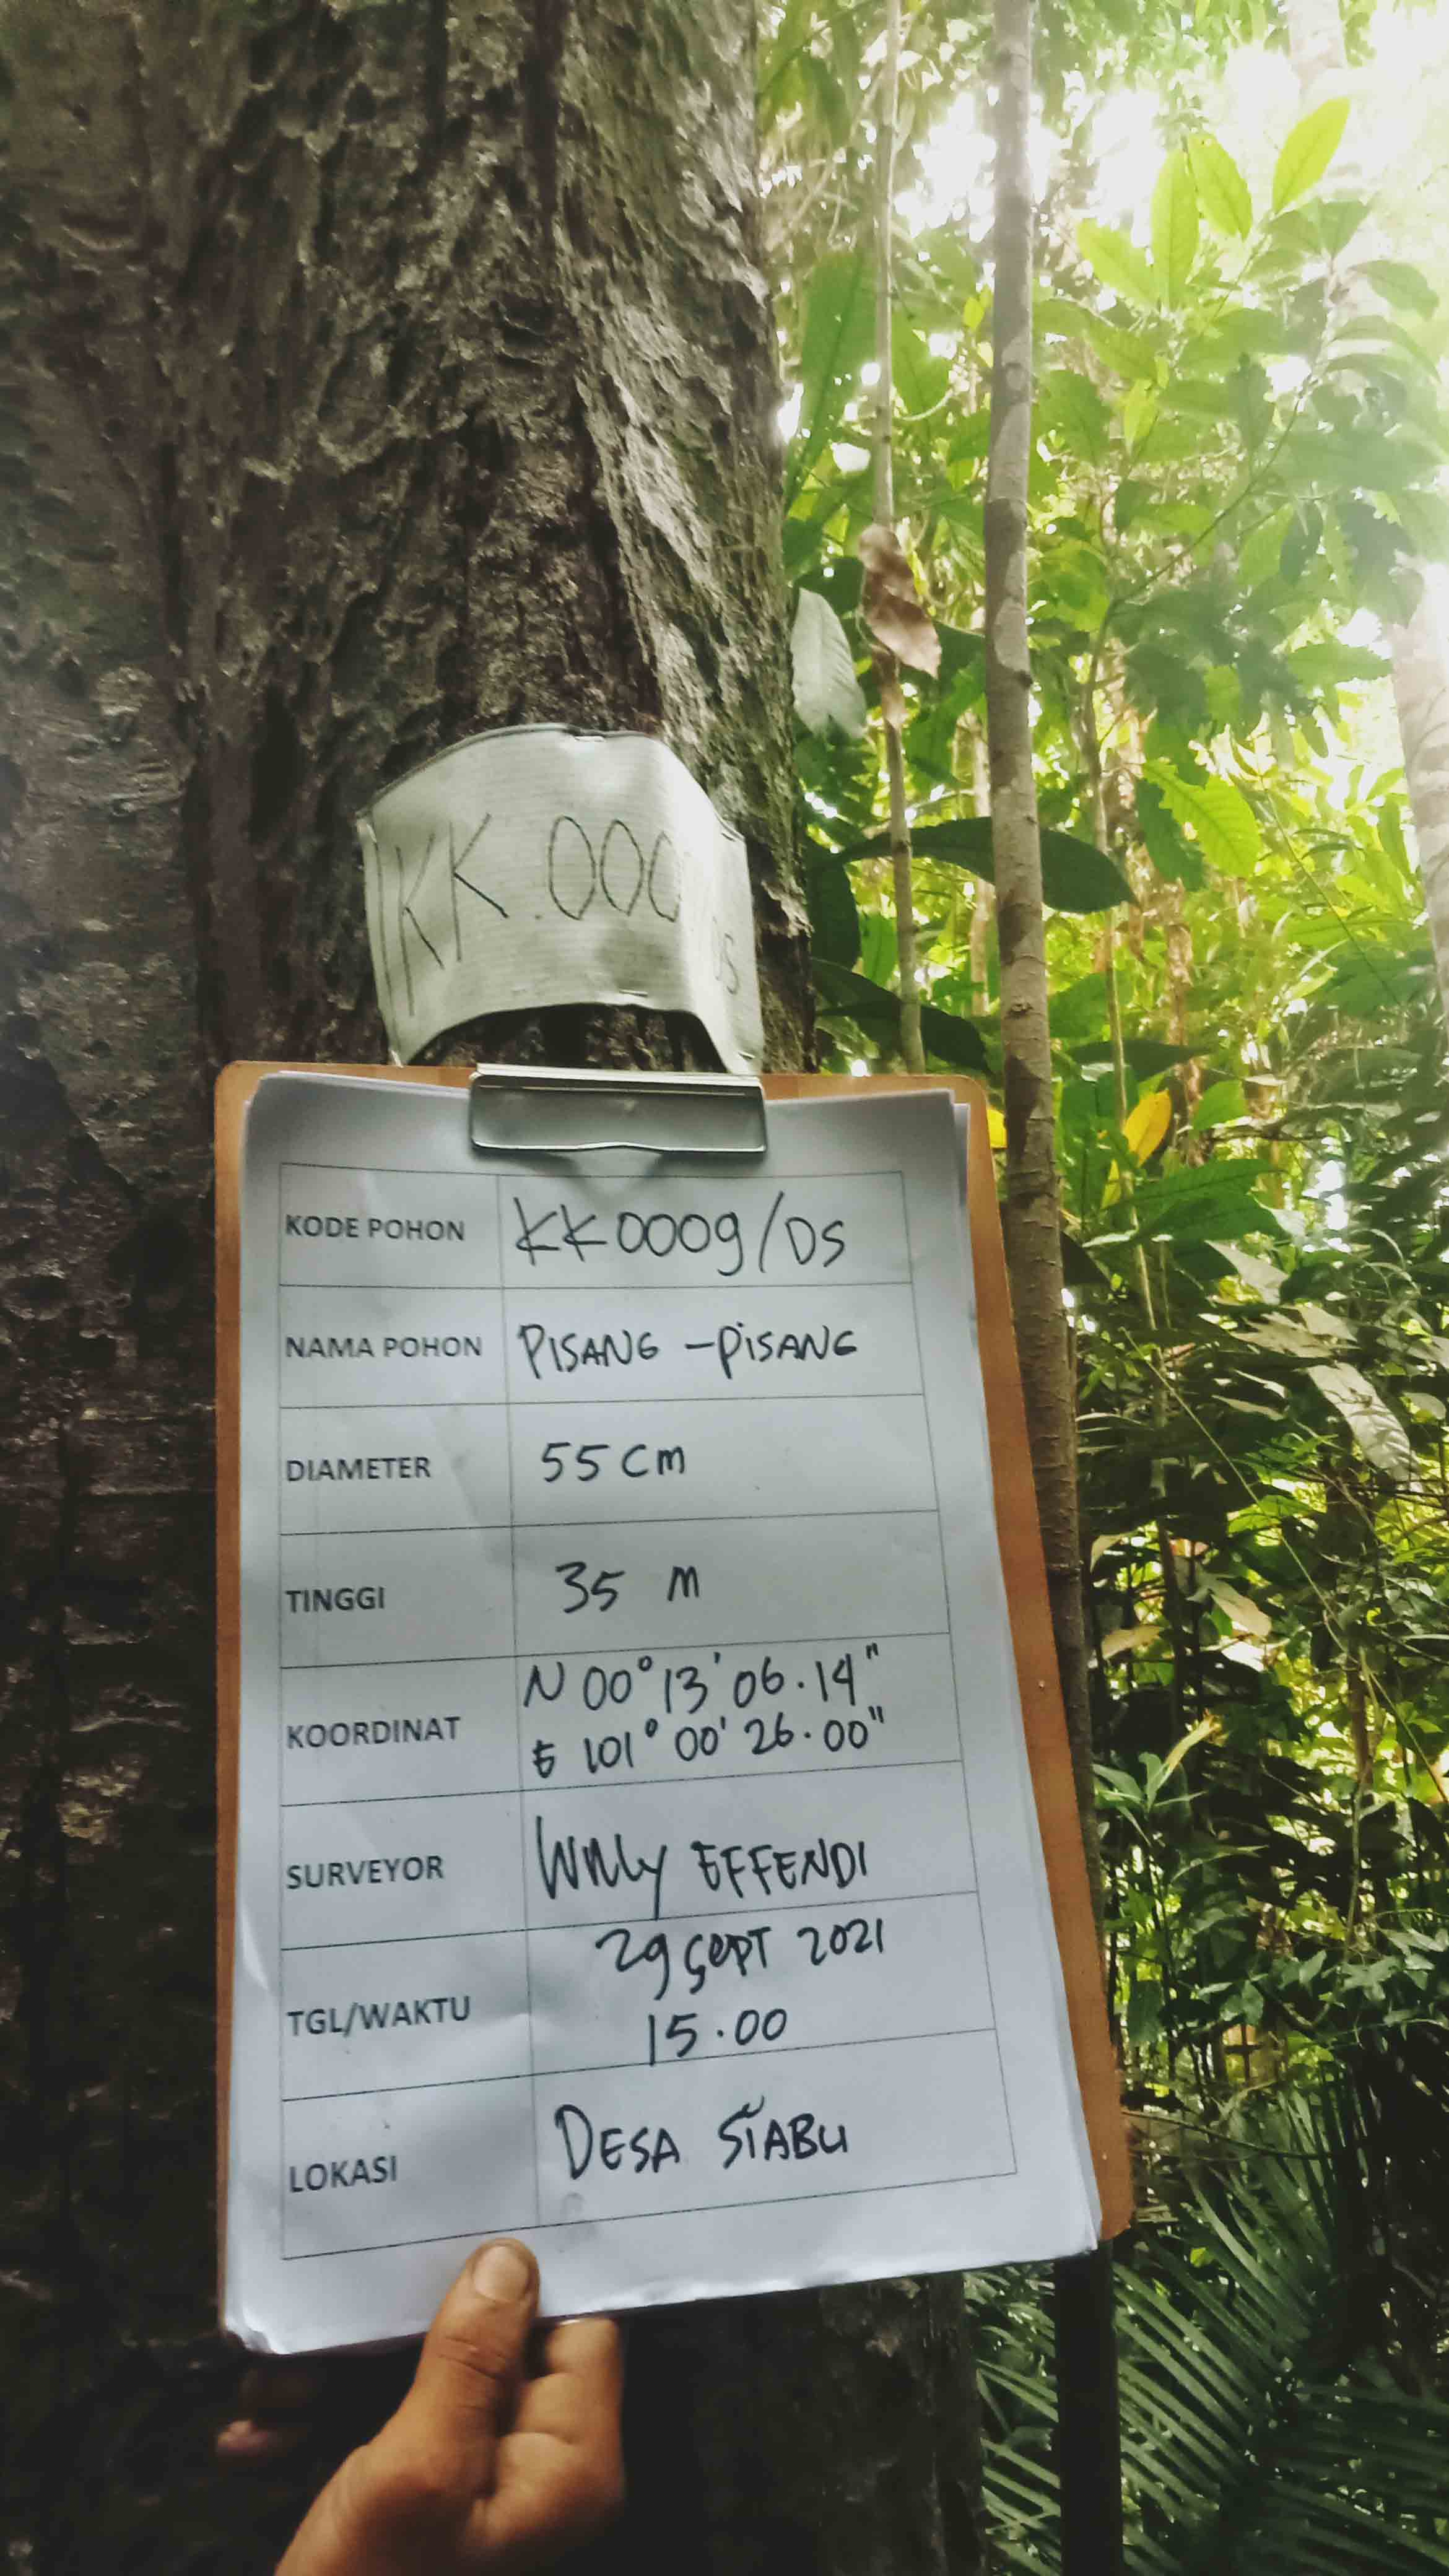 KK.000
DS
KODE POHON KK0009/DS
NAMA POHON PISANG - PISANG
DIAMETER 55 cm
TINGGI 35 m
KOORDINAT N 00° 13' 06.14"
E 101° 00' 26.00"
SURVEYOR Willy EFFENDI
TGL/WAKTU 29 SEPT 2021
15.00
LOKASI DESA SIABU